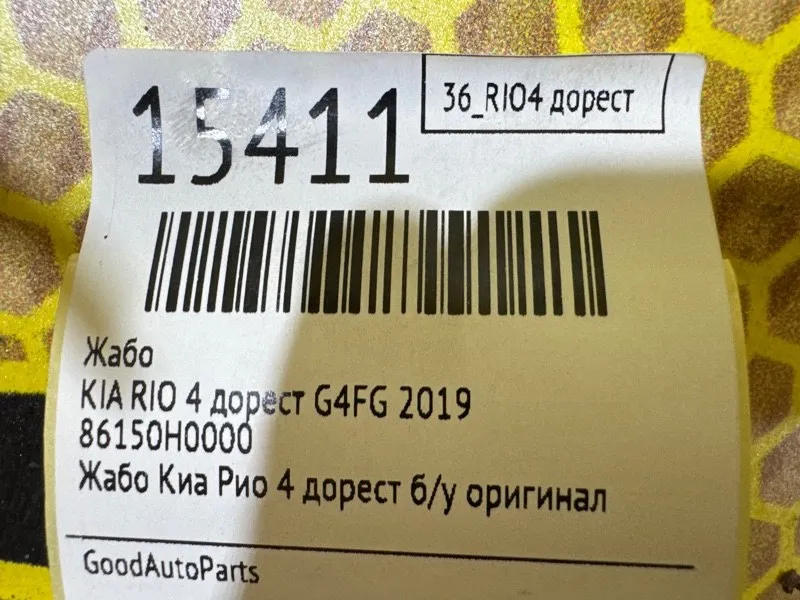 15411
36_RIO4 дорест
Жабо
KIA RIO 4 дорест G4FG 2019
86150H0000
Жабо Киа Рио 4 дорест б/у оригинал
GoodAutoParts